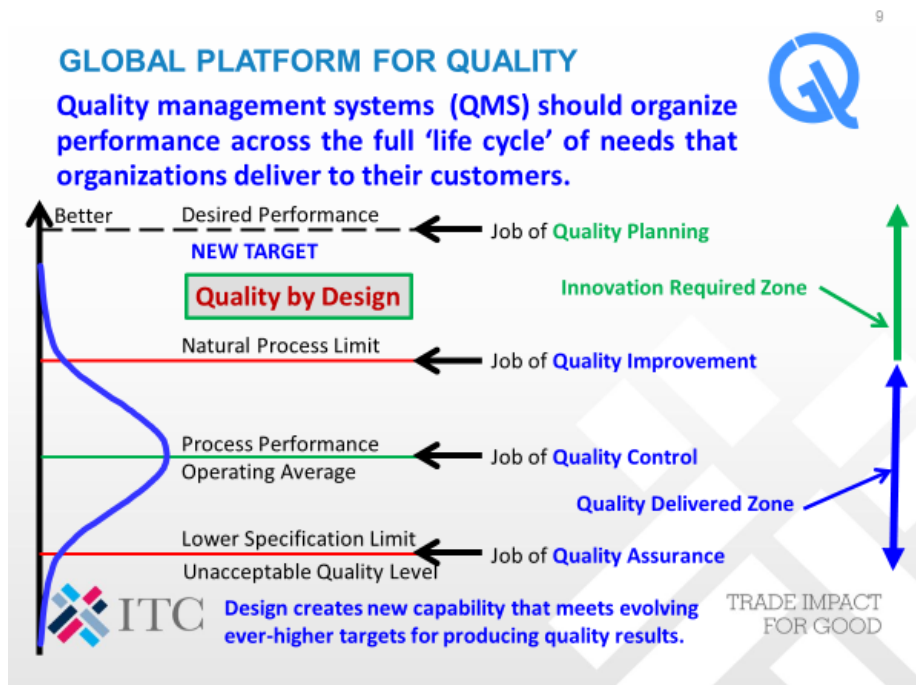 9
GLOBAL PLATFORM FOR QUALITY
Quality management systems (QMS) should organize
performance across the full ‘life cycle’ of needs that
organizations deliver to their customers.
Better
Desired Performance
Job of Quality Planning
NEW TARGET
Quality by Design
Innovation Required Zone
Natural Process Limit
Job of Quality Improvement
Process Performance
Operating Average
Job of Quality Control
Quality Delivered Zone
Lower Specification Limit
Unacceptable Quality Level
Job of Quality Assurance
ITC
Design creates new capability that meets evolving
ever-higher targets for producing quality results.
TRADE IMPACT
FOR GOOD